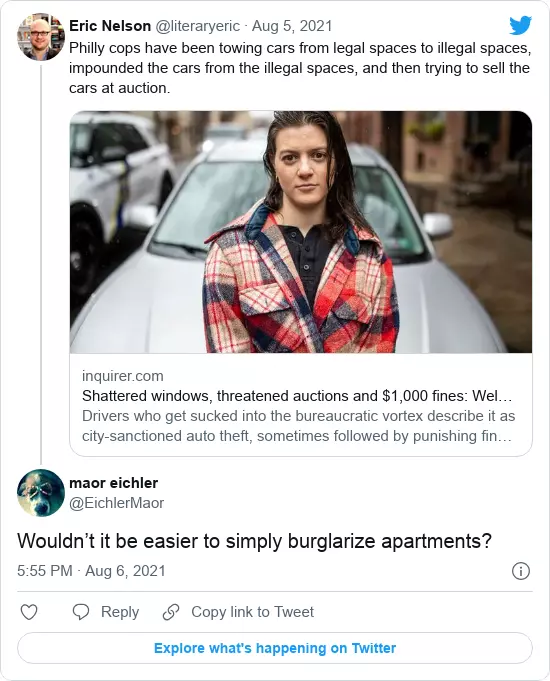 Eric Nelson @literaryeric · Aug 5, 2021
Philly cops have been towing cars from legal spaces to illegal spaces,
impounded the cars from the illegal spaces, and then trying to sell the
cars at auction.
inquirer.com
Shattered windows, threatened auctions and $1,000 fines: Wel…
Drivers who get sucked into the bureaucratic vortex describe it as
city-sanctioned auto theft, sometimes followed by punishing fin…
maor eichler
@EichlerMaor
Wouldn’t it be easier to simply burglarize apartments?
5:55 PM · Aug 6, 2021
Reply
Copy link to Tweet
Explore what's happening on Twitter